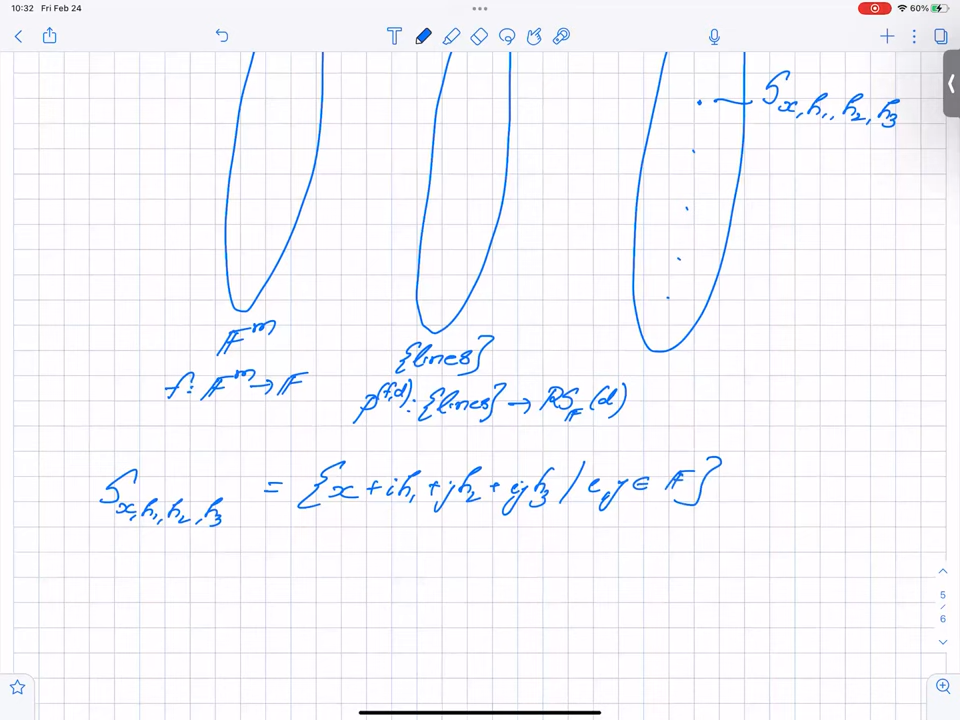 10:32 Fri Feb 24
60%
S_{x, h_1, h_2, h_3}
F^m
{lines}
f: F^m → F
p^{(f,d)}: {lines} → RS_F(d)
S_{x, h_1, h_2, h_3} = {x + ih_1 + jh_2 + ijh_3 / i, j ∈ F}
5
/
6